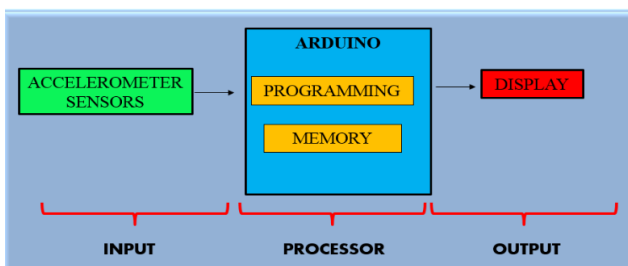 ARDUINO
ACCELEROMETER
SENSORS
PROGRAMMING
MEMORY
DISPLAY
INPUT
PROCESSOR
OUTPUT